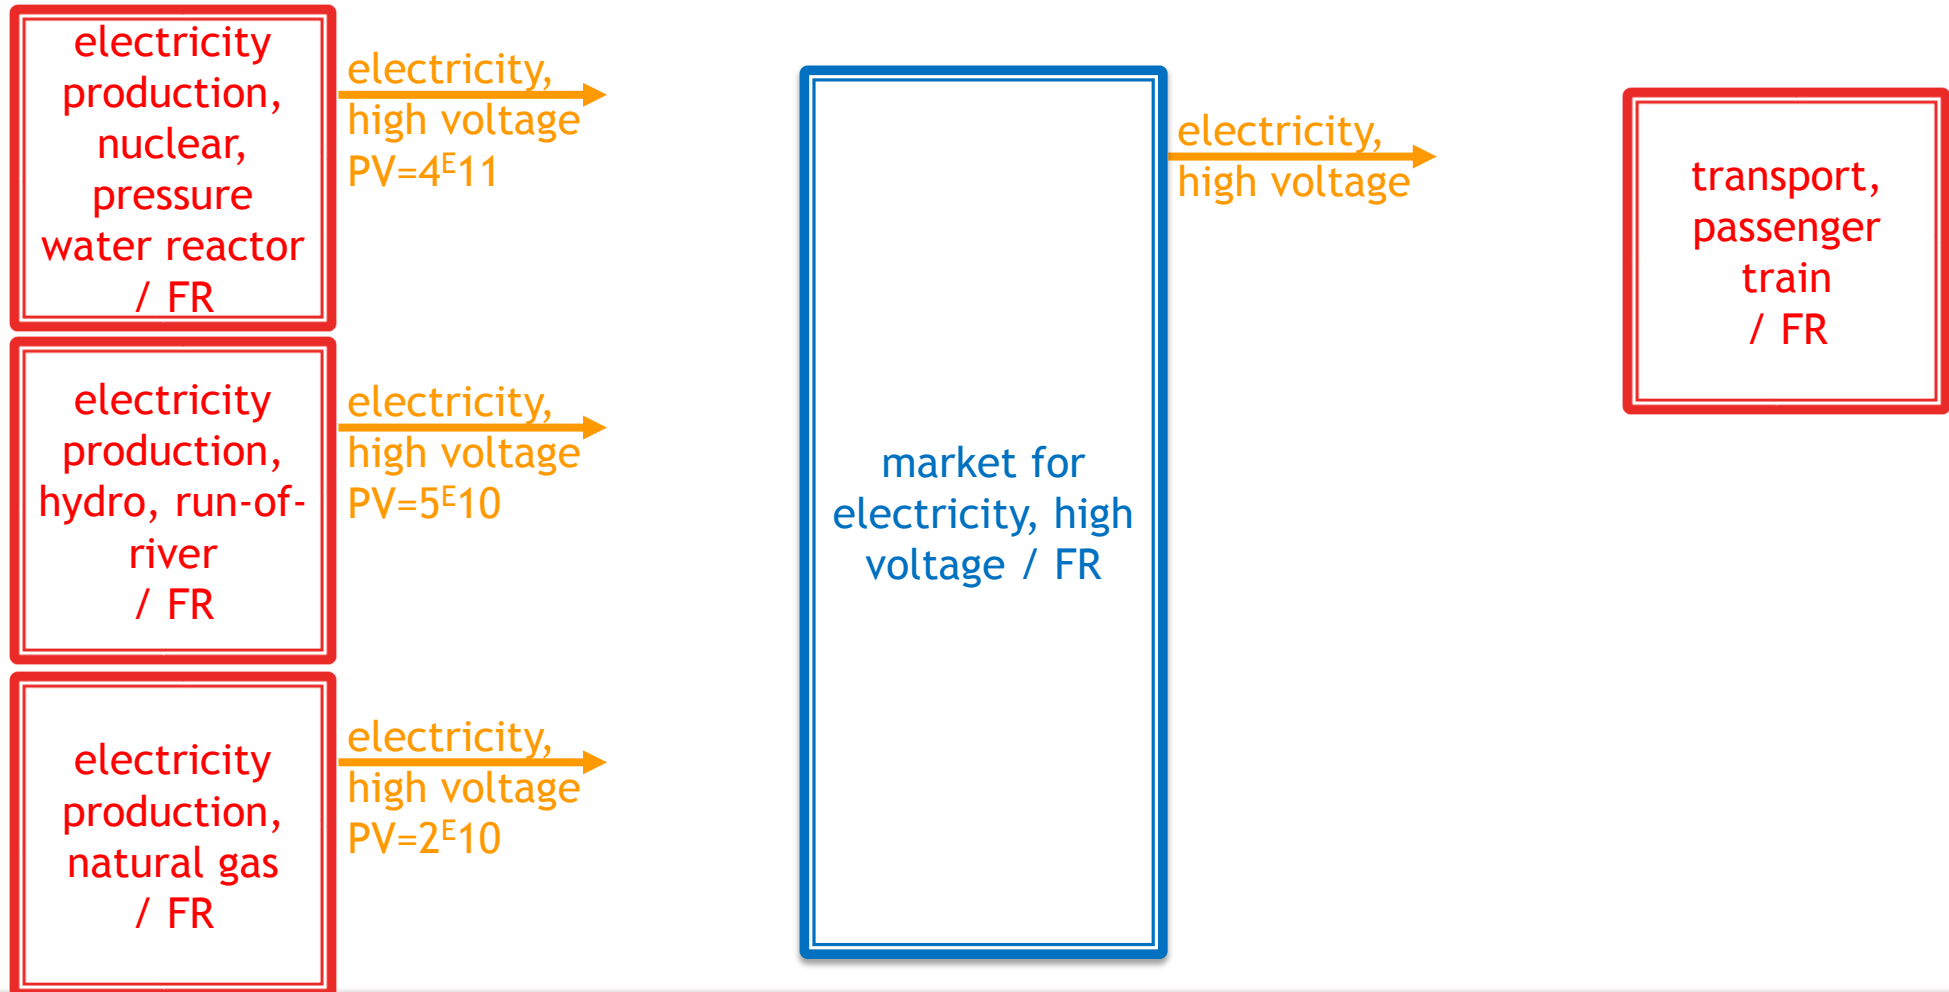 electricity
production,
nuclear,
pressure
water reactor
/ FR
electricity,
high voltage
PV=4ᴱ11
electricity
production,
hydro, run-of-
river
/ FR
electricity,
high voltage
PV=5ᴱ10
electricity
production,
natural gas
/ FR
electricity,
high voltage
PV=2ᴱ10
market for
electricity, high
voltage / FR
electricity,
high voltage
transport,
passenger
train
/ FR